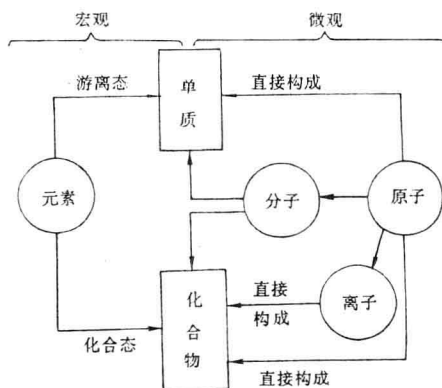 宏观
微观
游离态
单质
直接构成
元素
分子
原子
化合物
直接
构成
离子
化合态
直接构成